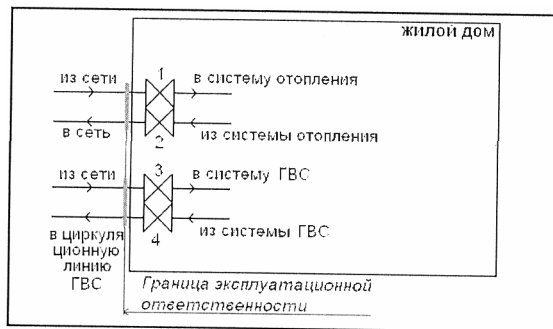 жилой дом
из сети
1
в систему отопления
в сеть
2
из системы отопления
из сети
3
в систему ГВС
в циркуля
ционную
линию
ГВС
4
из системы ГВС
Граница эксплуатационной
ответственности